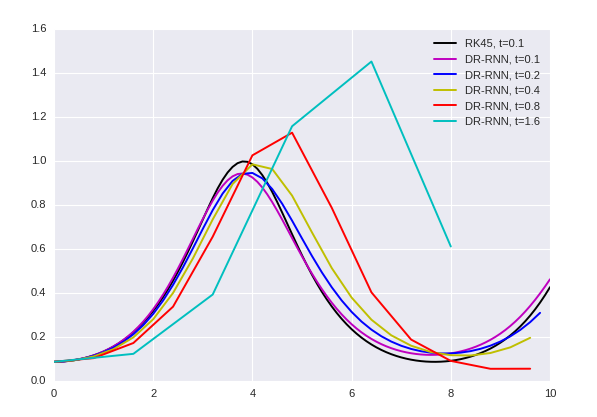 1.6
1.4
1.2
1.0
0.8
0.6
0.4
0.2
0.0
0
2
4
6
8
10
RK45, t=0.1
DR-RNN, t=0.1
DR-RNN, t=0.2
DR-RNN, t=0.4
DR-RNN, t=0.8
DR-RNN, t=1.6